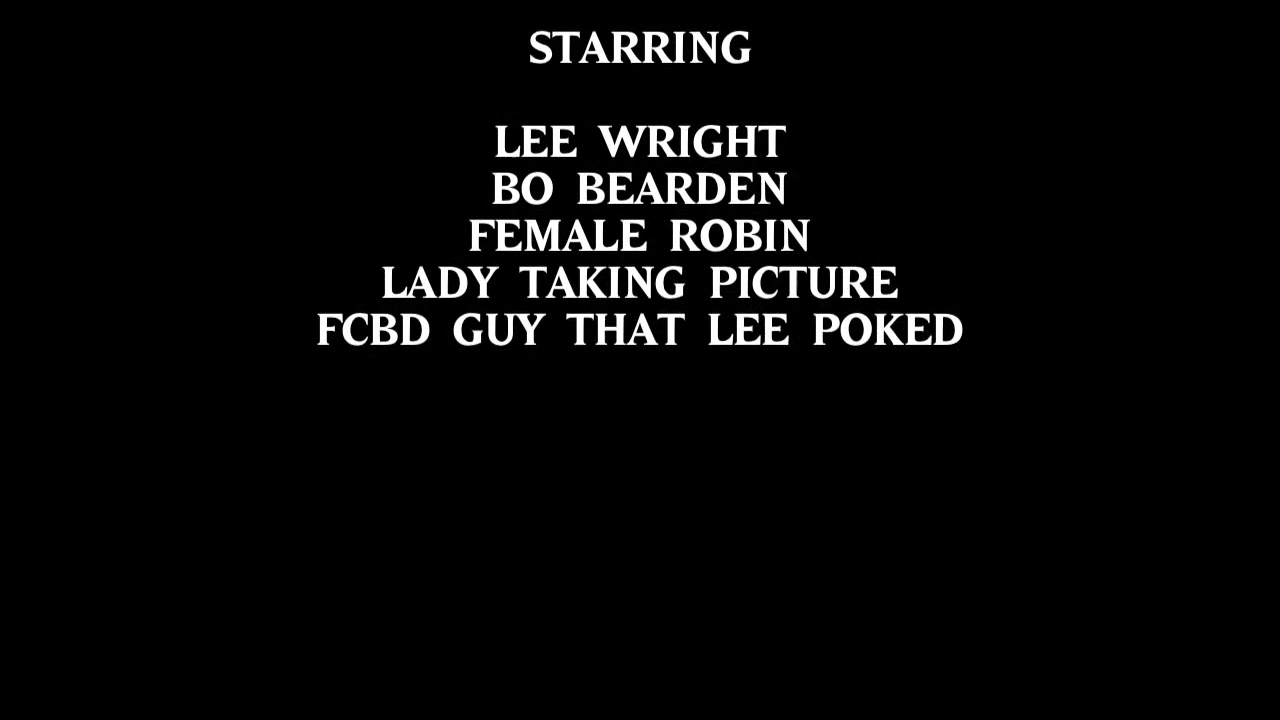 STARRING
LEE WRIGHT
BO BEARDEN
FEMALE ROBIN
LADY TAKING PICTURE
FCBD GUY THAT LEE POKED